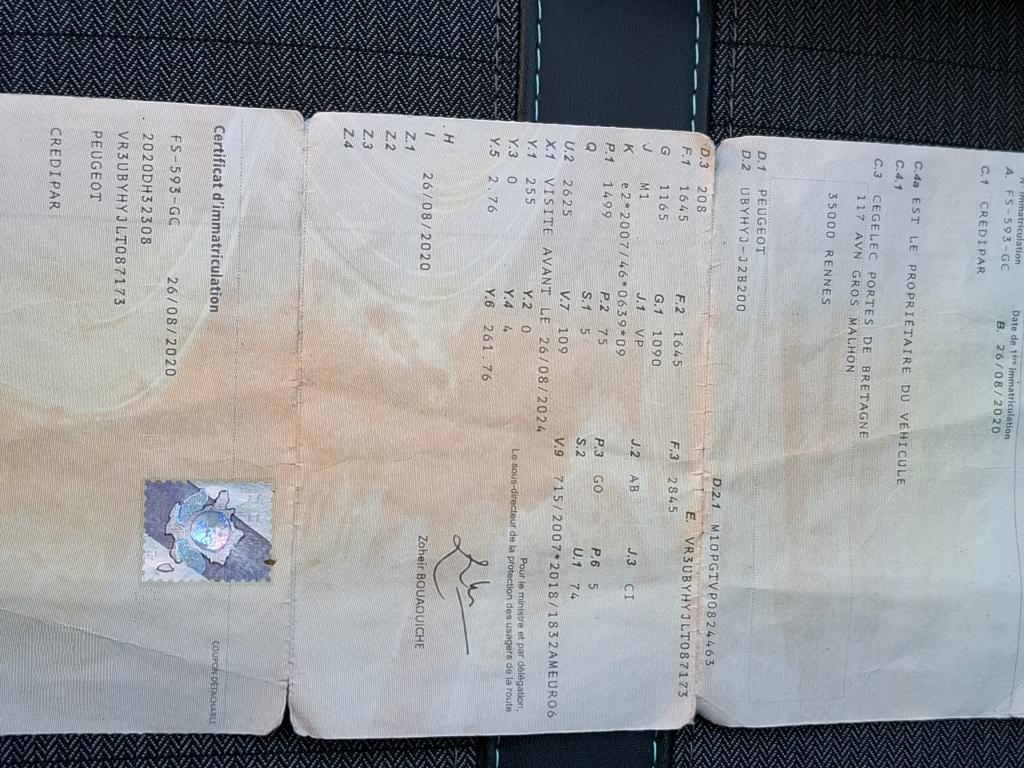 N immatriculation Date de 1ère immatriculation
A. FS-593-GC B. 26/08/2020
C.1 CREDIPAR
C.4.1
C.4a EST LE PROPRIÉTAIRE DU VÉHICULE
C.3 CEGELEC PORTES DE BRETAGNE
117 AVN GROS MALHON
35000 RENNES
D.1 PEUGEOT
D.2 UBYHYJ-J2B200
D.2.1 M10PGTVP0824463
D.3 208 E. VR3UBYHYJLT087173
F.1 1645 F.2 1645 F.3 2845
G 1165 G.1 1090
J M1 J.1 VP J.2 AB J.3 CI
K e2*2007/46*0639*09
P.1 1499 P.2 75 P.3 GO P.6 5
Q S.1 5 S.2 U.1 74
U.2 2625 V.7 109 V.9 715/2007*2018/1832AMEURO6
X.1 VISITE AVANT LE 26/08/2024
Y.1 255 Y.2 0
Y.3 0 Y.4 4
Y.5 2.76 Y.6 261.76
Pour le ministre et par délégation,
Le sous-directeur de la protection des usagers de la route
.H
I 26/08/2020
Zoheir BOUAOUICHE
Z.1
Z.2
Z.3
Z.4
Certificat d'immatriculation COUPON DÉTACHABLE
FS-593-GC 26/08/2020
2020DH32308
VR3UBYHYJLT087173
PEUGEOT
CREDIPAR